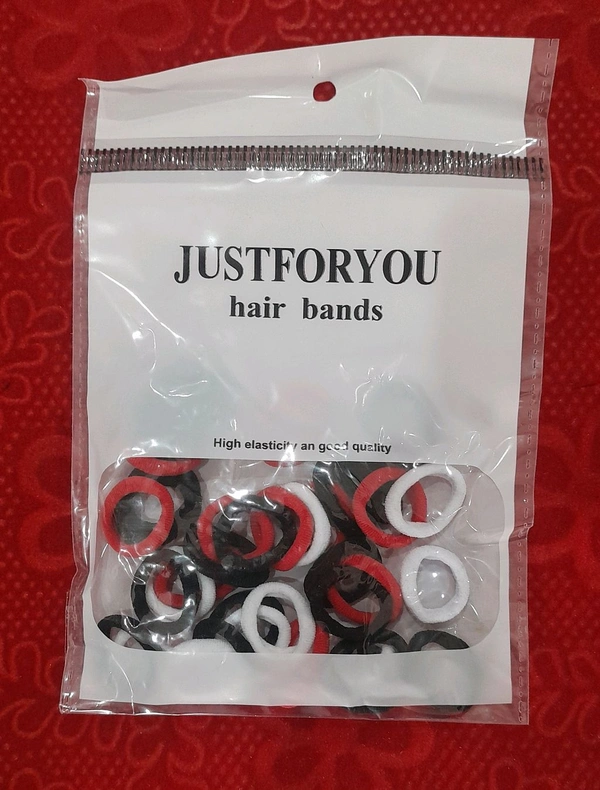 JUSTFORYOU
hair bands
High elasticity an good quality